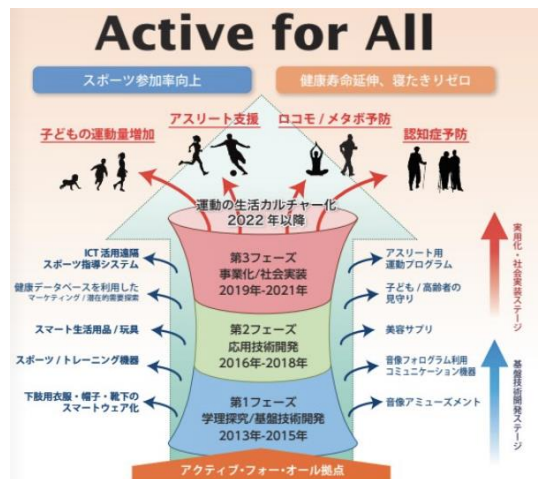 Active for All
スポーツ参加率向上
健康寿命延伸、寝たきりゼロ
アスリート支援
ロコモ / メタボ予防
子どもの運動量増加
認知症予防
運動の生活カルチャー化
2022年以降
ICT 活用遠隔
スポーツ指導システム
健康データベースを利用した
マーケティング / 潜在的需要探索
スマート生活用品 / 玩具
スポーツ / トレーニング機器
下肢用衣服・帽子・靴下の
スマートウェア化
第3フェーズ
事業化/社会実装
2019年-2021年
第2フェーズ
応用技術開発
2016年-2018年
第1フェーズ
学理探究/基盤技術開発
2013年-2015年
アスリート用
運動プログラム
子ども / 高齢者の
見守り
美容サプリ
音像フォログラム利用
コミュニケーション機器
音像アミューズメント
実用化・社会実装ステージ
基盤技術開発ステージ
アクティブ・フォー・オール拠点